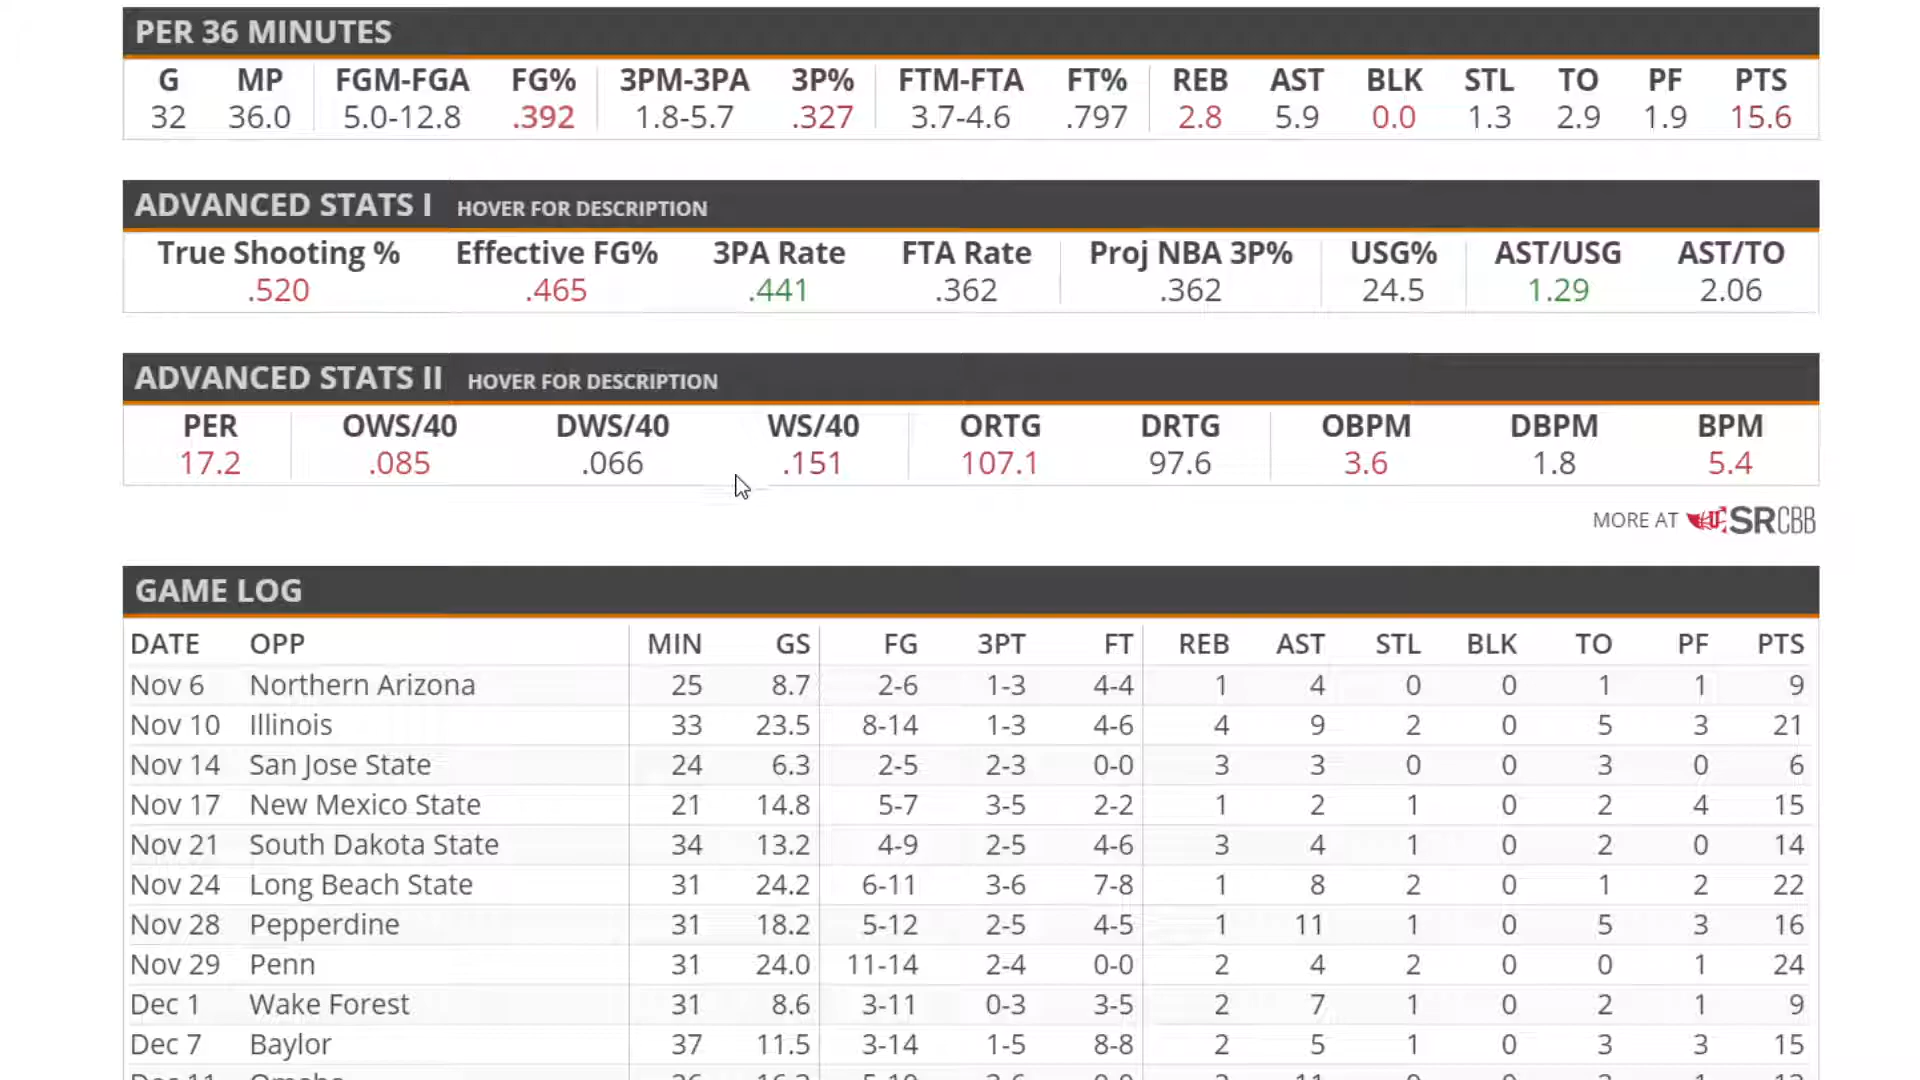 PER 36 MINUTES
G MP FGM-FGA FG% 3PM-3PA 3P% FTM-FTA FT% REB AST BLK STL TO PF PTS
32 36.0 5.0-12.8 .392 1.8-5.7 .327 3.7-4.6 .797 2.8 5.9 0.0 1.3 2.9 1.9 15.6
ADVANCED STATS I HOVER FOR DESCRIPTION
True Shooting % Effective FG% 3PA Rate FTA Rate Proj NBA 3P% USG% AST/USG AST/TO
.520 .465 .441 .362 .362 24.5 1.29 2.06
ADVANCED STATS II HOVER FOR DESCRIPTION
PER OWS/40 DWS/40 WS/40 ORTG DRTG OBPM DBPM BPM
17.2 .085 .066 .151 107.1 97.6 3.6 1.8 5.4
MORE AT SRCBB
GAME LOG
DATE OPP MIN GS FG 3PT FT REB AST STL BLK TO PF PTS
Nov 6 Northern Arizona 25 8.7 2-6 1-3 4-4 1 4 0 0 1 1 9
Nov 10 Illinois 33 23.5 8-14 1-3 4-6 4 9 2 0 5 3 21
Nov 14 San Jose State 24 6.3 2-5 2-3 0-0 3 3 0 0 3 0 6
Nov 17 New Mexico State 21 14.8 5-7 3-5 2-2 1 2 1 0 2 4 15
Nov 21 South Dakota State 34 13.2 4-9 2-5 4-6 3 4 1 0 2 0 14
Nov 24 Long Beach State 31 24.2 6-11 3-6 7-8 1 8 2 0 1 2 22
Nov 28 Pepperdine 31 18.2 5-12 2-5 4-5 1 11 1 0 5 3 16
Nov 29 Penn 31 24.0 11-14 2-4 0-0 2 4 2 0 0 1 24
Dec 1 Wake Forest 31 8.6 3-11 0-3 3-5 2 7 1 0 2 1 9
Dec 7 Baylor 37 11.5 3-14 1-5 8-8 2 5 1 0 3 3 15